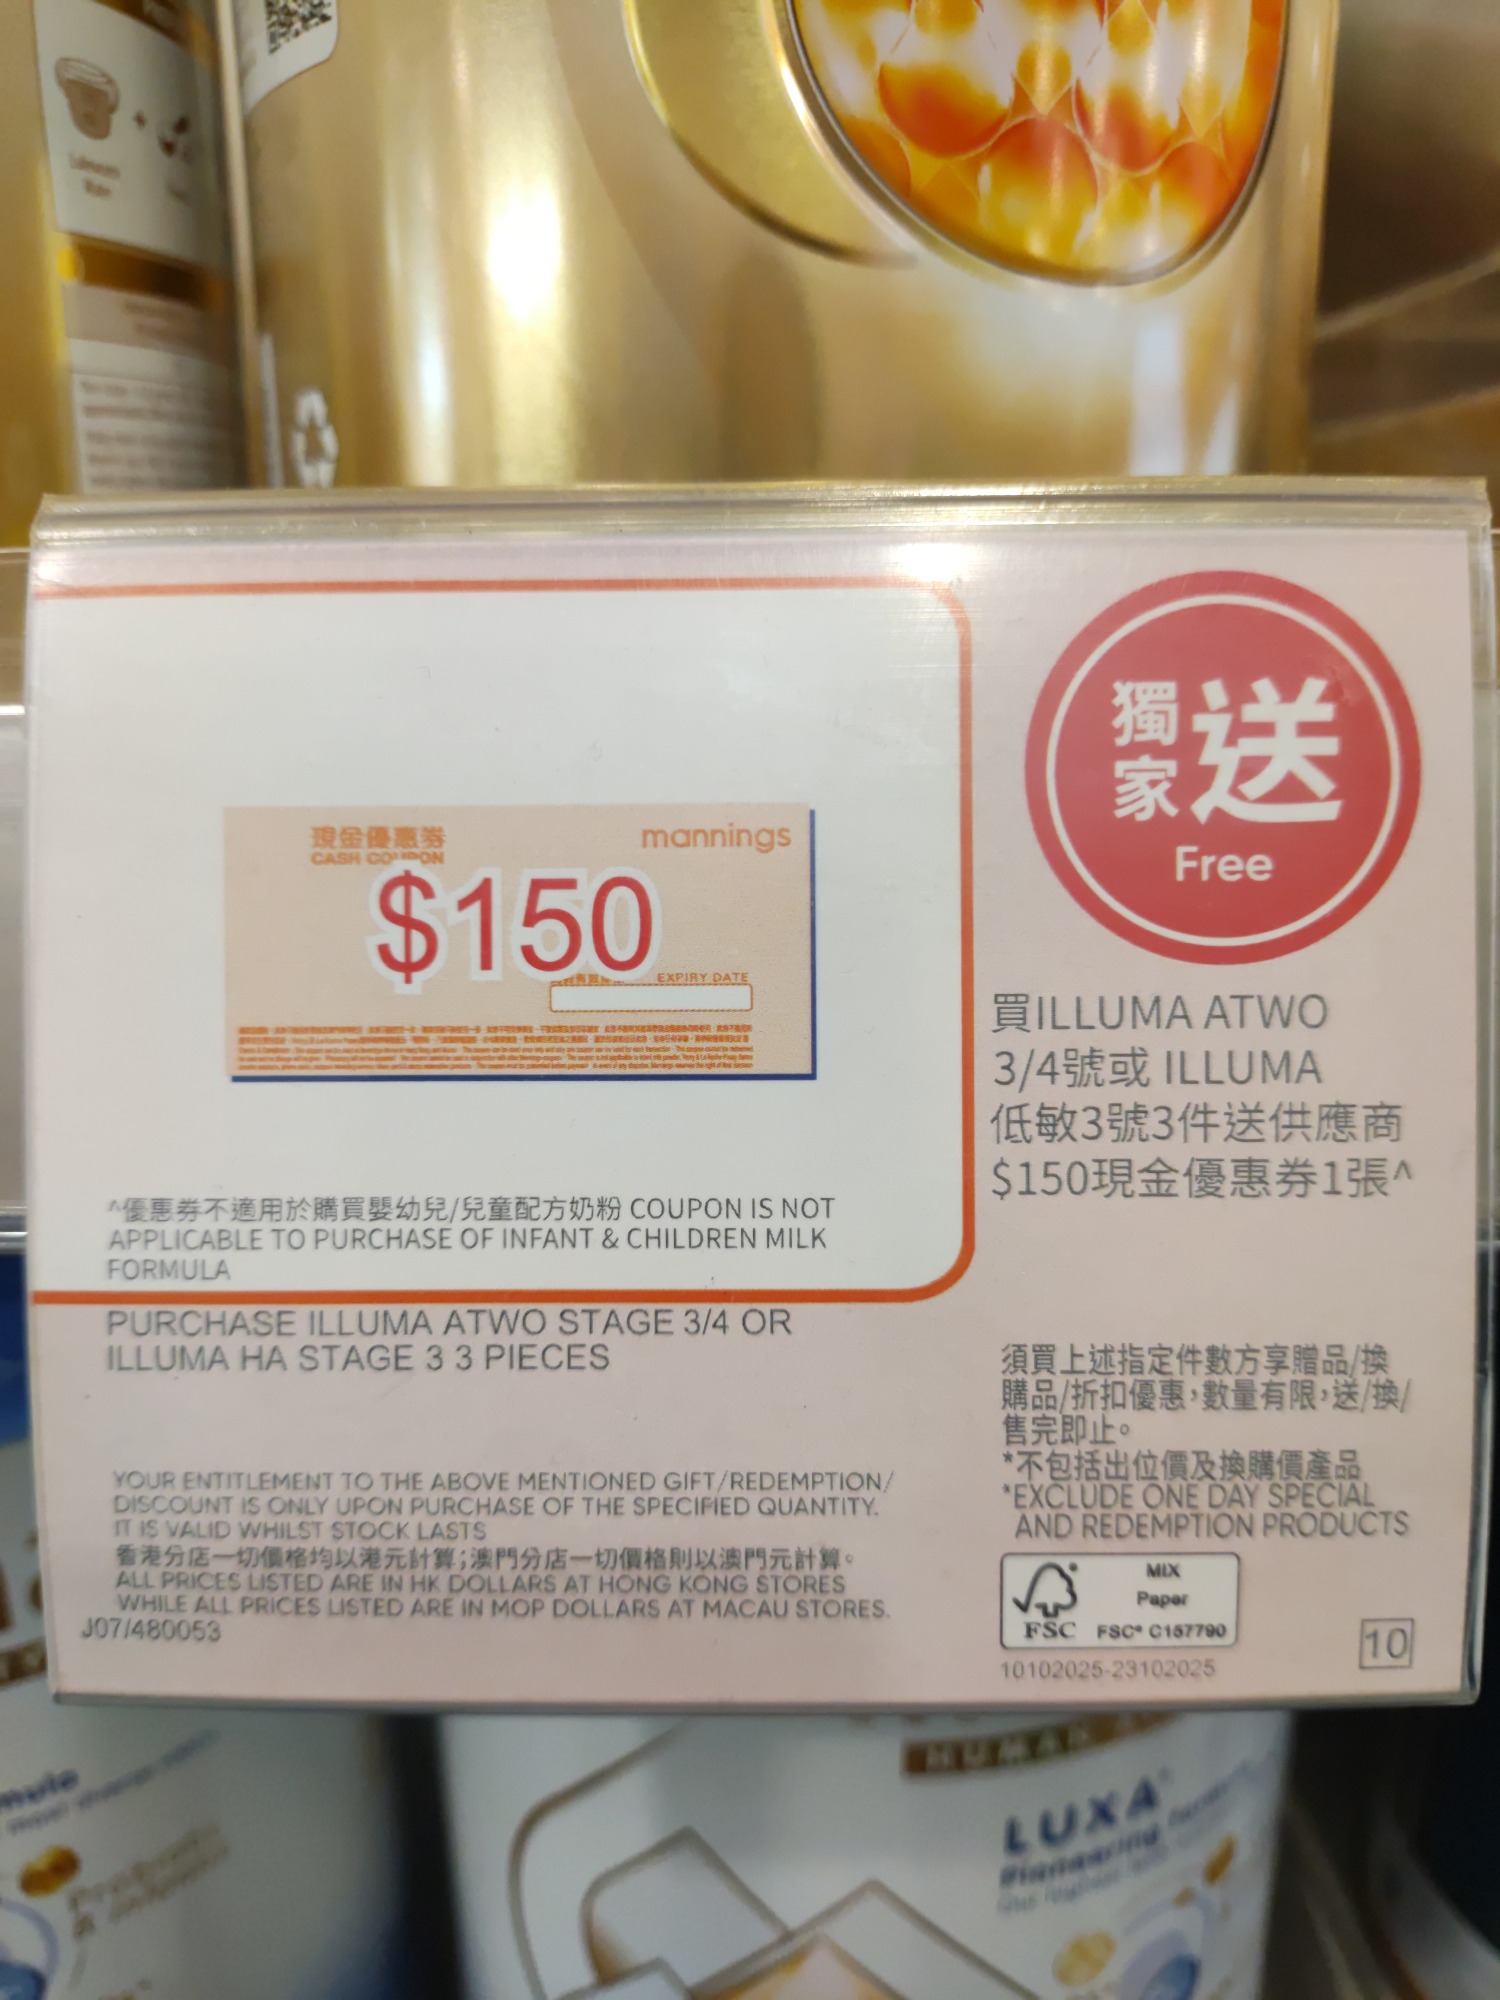 現金優惠券
CASH COUPON
mannings
$150
EXPIRY DATE
^優惠券不適用於購買嬰幼兒/兒童配方奶粉 COUPON IS NOT
APPLICABLE TO PURCHASE OF INFANT & CHILDREN MILK
FORMULA
PURCHASE ILLUMA ATWO STAGE 3/4 OR
ILLUMA HA STAGE 3 3 PIECES
YOUR ENTITLEMENT TO THE ABOVE MENTIONED GIFT/REDEMPTION/
DISCOUNT IS ONLY UPON PURCHASE OF THE SPECIFIED QUANTITY.
IT IS VALID WHILST STOCK LASTS
香港分店一切價格均以港元計算;澳門分店一切價格則以澳門元計算。
ALL PRICES LISTED ARE IN HK DOLLARS AT HONG KONG STORES
WHILE ALL PRICES LISTED ARE IN MOP DOLLARS AT MACAU STORES.
J07/480053
獨家送
Free
買ILLUMA ATWO
3/4號或 ILLUMA
低敏3號3件送供應商
$150現金優惠券1張^
須買上述指定件數方享贈品/換
購品/折扣優惠,數量有限,送/換/
售完即止。
*不包括出位價及換購價產品
*EXCLUDE ONE DAY SPECIAL
AND REDEMPTION PRODUCTS
MIX
Paper
FSC FSC® C157790
10102025-23102025
10
HUMAN
LUXA
Pioneering